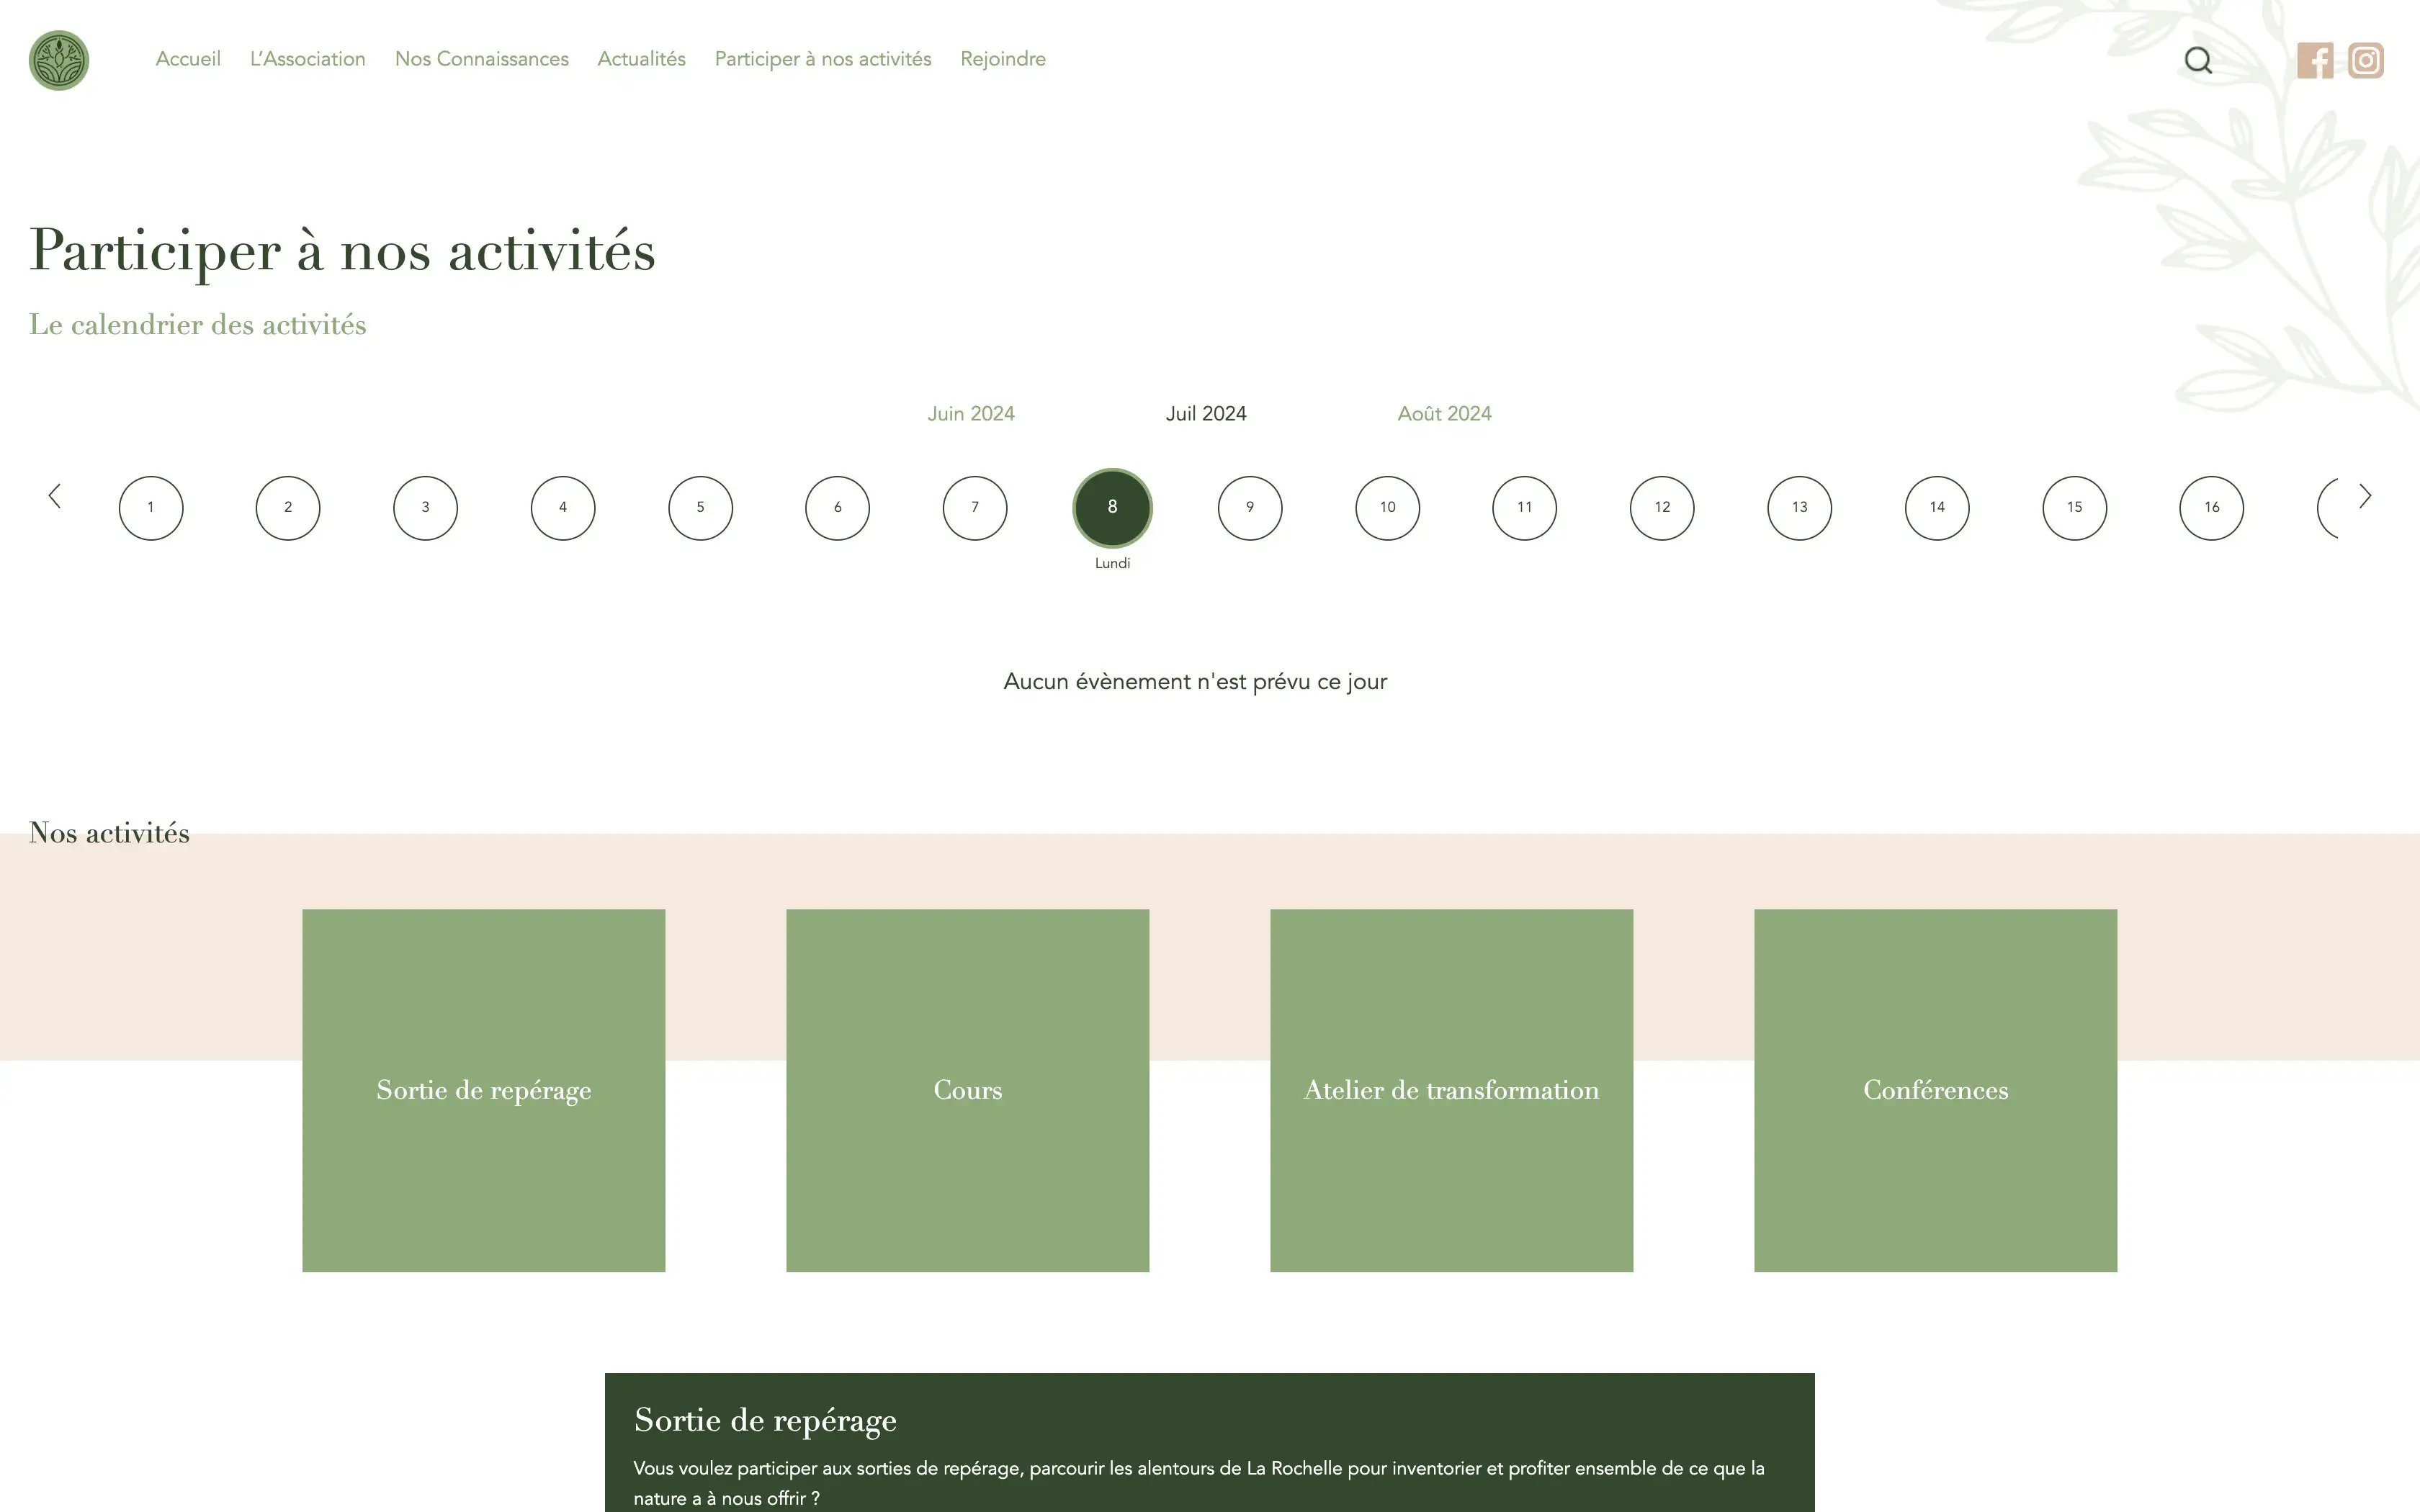 Accueil L'Association Nos Connaissances Actualités Participer à nos activités Rejoindre
Participer à nos activités
Le calendrier des activités
Juin 2024 Juil 2024 Août 2024
1 2 3 4 5 6 7 8 9 10 11 12 13 14 15 16
Lundi
Aucun évènement n'est prévu ce jour
Nos activités
Sortie de repérage Cours Atelier de transformation Conférences
Sortie de repérage
Vous voulez participer aux sorties de repérage, parcourir les alentours de La Rochelle pour inventorier et profiter ensemble de ce que la
nature a à nous offrir ?